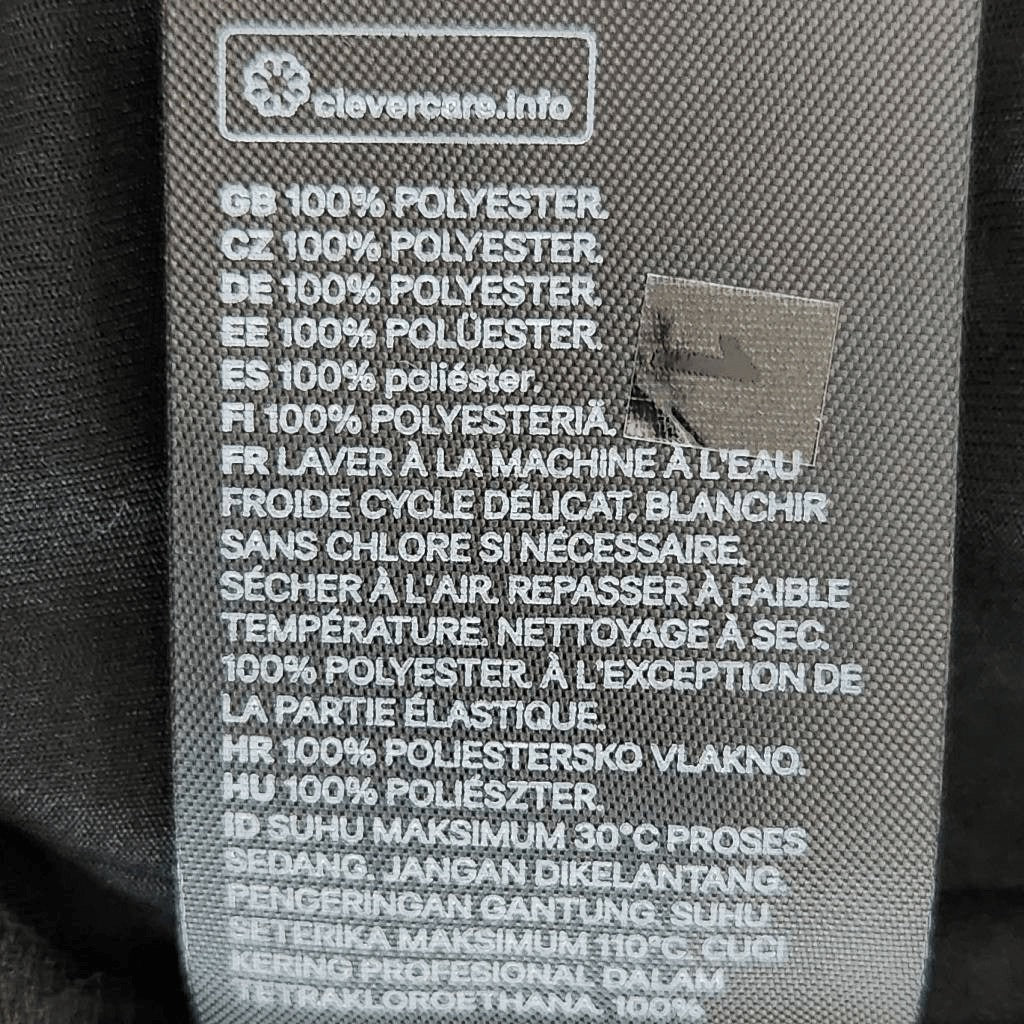 clevercare.info
GB 100% POLYESTER.
CZ 100% POLYESTER.
DE 100% POLYESTER.
EE 100% POLÜESTER.
ES 100% poliéster.
FI 100% POLYESTERIÄ.
FR LAVER À LA MACHINE À L'EAU
FROIDE CYCLE DÉLICAT. BLANCHIR
SANS CHLORE SI NÉCESSAIRE.
SÉCHER À L'AIR. REPASSER À FAIBLE
TEMPÉRATURE. NETTOYAGE À SEC.
100% POLYESTER. À L'EXCEPTION DE
LA PARTIE ÉLASTIQUE.
HR 100% POLIESTERSKO VLAKNO.
HU 100% POLIÉSZTER.
ID SUHU MAKSIMUM 30°C PROSES
SEDANG. JANGAN DIKELANTANG.
PENGERINGAN GANTUNG. SUHU
SETERIKA MAKSIMUM 110°C. CUCI
KERING PROFESIONAL DALAM
TETRAKLOROETHANA. 100%